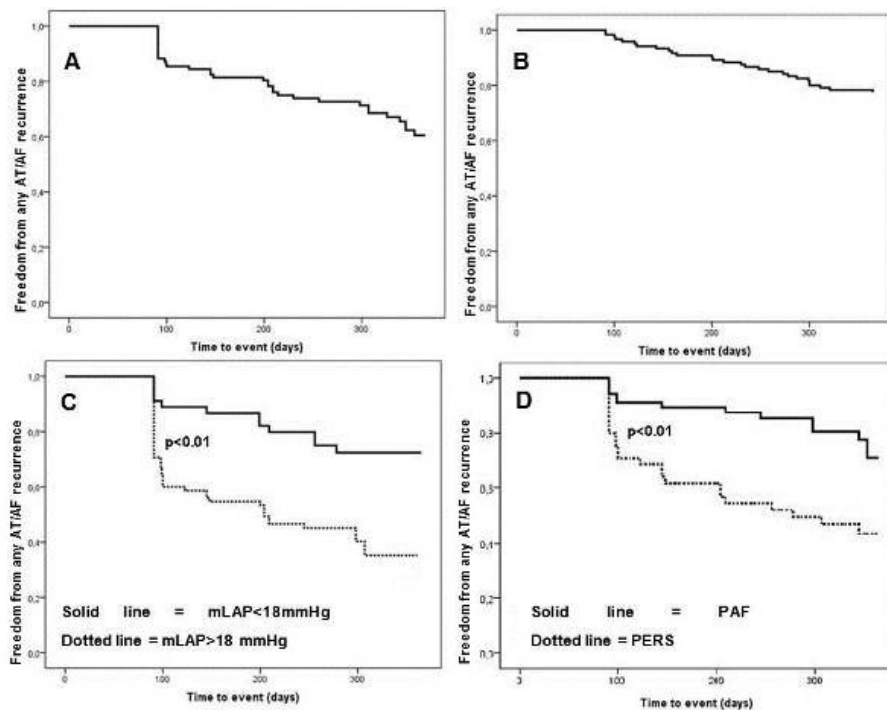 A
Freedom from any AT/AF recurrence
1,0
0,8
0,6
0,4
0,2
0,0
0
100
200
300
Time to event (days)
B
Freedom from any AT/AF recurrence
1,0
0,8
0,6
0,4
0,2
0,0
0
100
200
300
Time to event (days)
C
Freedom from any AT/AF recurrence
1,0
0,8
0,6
0,4
0,2
0,0
p<0.01
Solid line = mLAP<18mmHg
Dotted line = mLAP>18 mmHg
0
100
200
300
Time to event (days)
D
Freedom from any AT/AF recurrence
p<0.01
Solid line = PAF
Dotted line = PERS
0
100
200
300
Time to event (days)